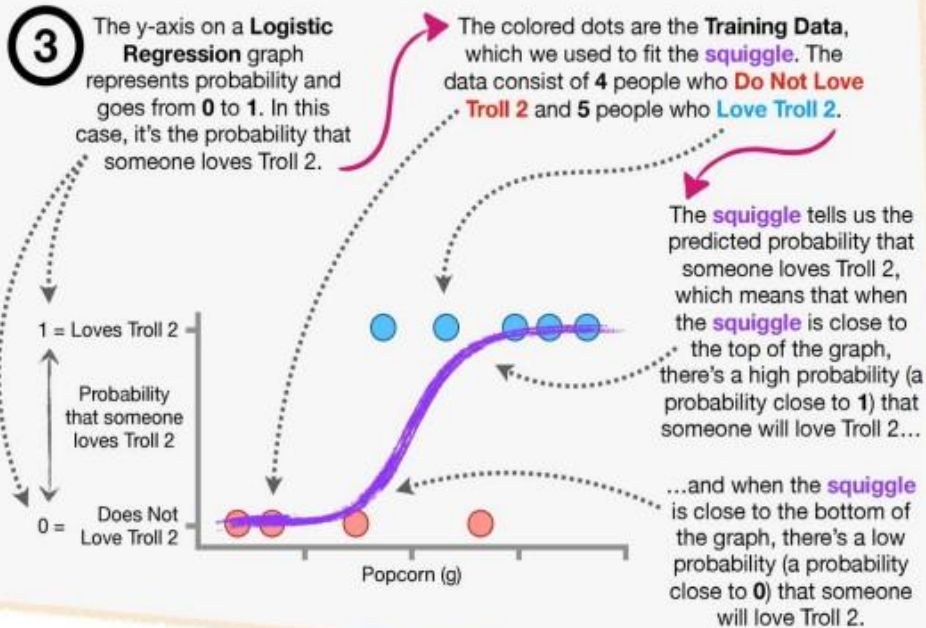 3
The y-axis on a Logistic
Regression graph
represents probability and
goes from 0 to 1. In this
case, it's the probability that
someone loves Troll 2.
The colored dots are the Training Data,
which we used to fit the squiggle. The
data consist of 4 people who Do Not Love
Troll 2 and 5 people who Love Troll 2.
The squiggle tells us the
predicted probability that
someone loves Troll 2,
which means that when
the squiggle is close to
the top of the graph,
there's a high probability (a
probability close to 1) that
someone will love Troll 2...
1 = Loves Troll 2
Probability
that someone
loves Troll 2
0 =
Does Not
Love Troll 2
Popcorn (g)
...and when the squiggle
is close to the bottom of
the graph, there's a low
probability (a probability
close to 0) that someone
will love Troll 2.